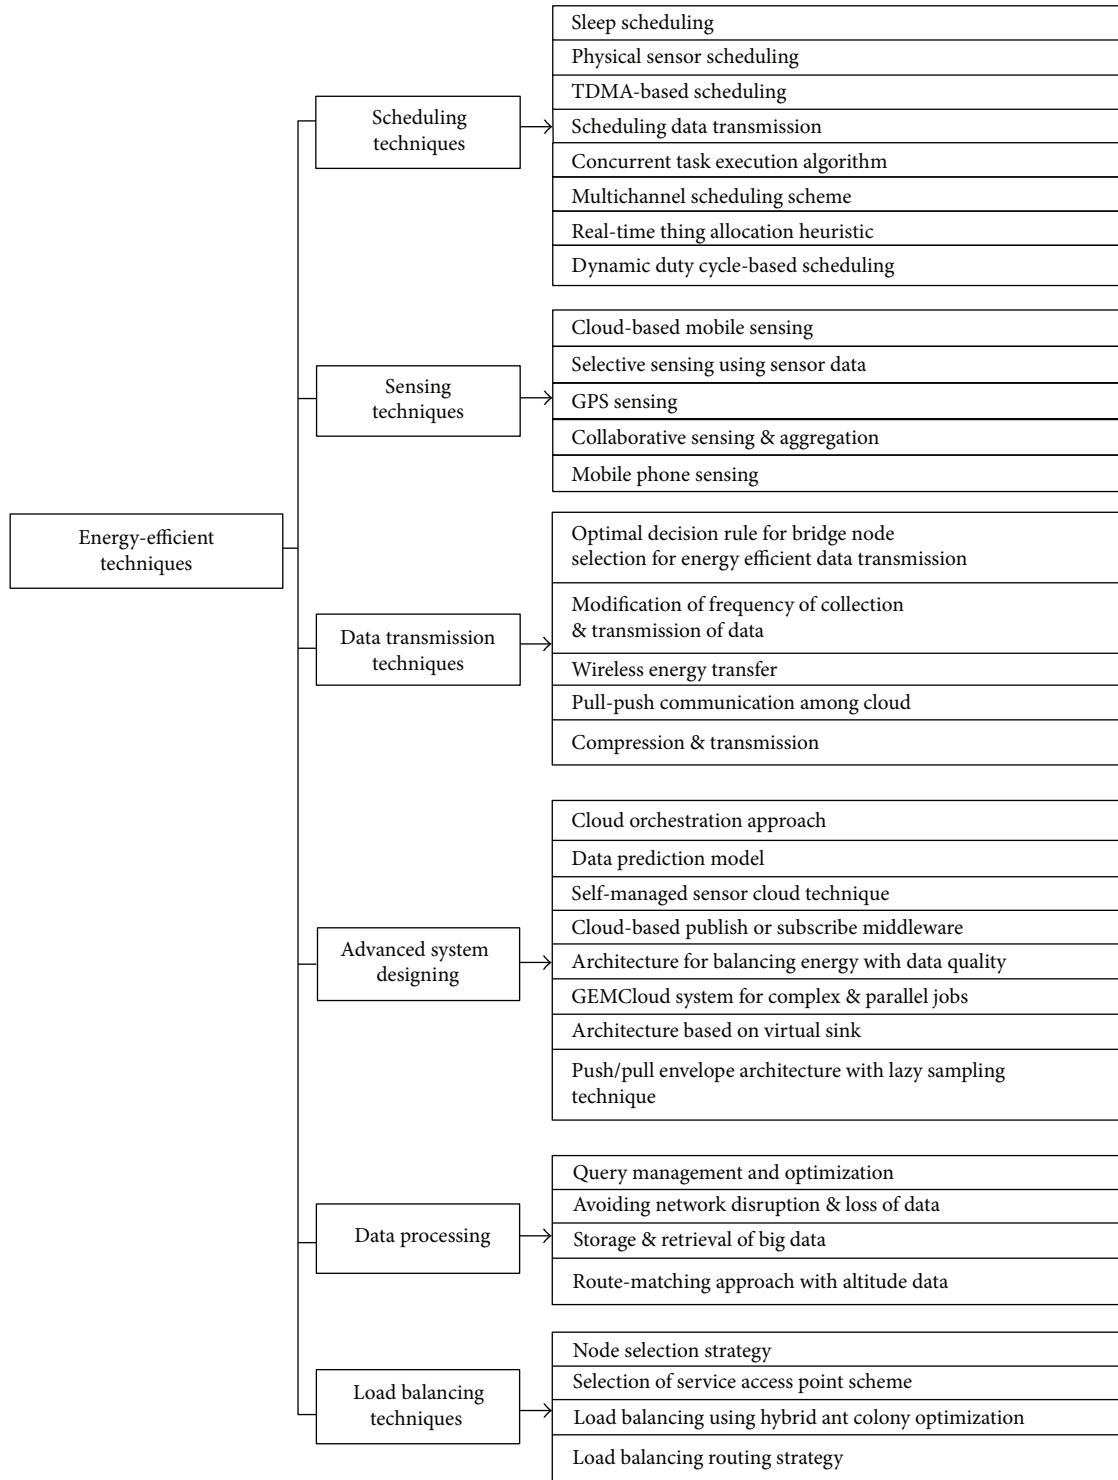 Energy-efficient
techniques
Scheduling
techniques
Sleep scheduling
Physical sensor scheduling
TDMA-based scheduling
Scheduling data transmission
Concurrent task execution algorithm
Multichannel scheduling scheme
Real-time thing allocation heuristic
Dynamic duty cycle-based scheduling
Sensing
techniques
Cloud-based mobile sensing
Selective sensing using sensor data
GPS sensing
Collaborative sensing & aggregation
Mobile phone sensing
Data transmission
techniques
Optimal decision rule for bridge node
selection for energy efficient data transmission
Modification of frequency of collection
& transmission of data
Wireless energy transfer
Pull-push communication among cloud
Compression & transmission
Advanced system
designing
Cloud orchestration approach
Data prediction model
Self-managed sensor cloud technique
Cloud-based publish or subscribe middleware
Architecture for balancing energy with data quality
GEMCloud system for complex & parallel jobs
Architecture based on virtual sink
Push/pull envelope architecture with lazy sampling
technique
Data processing
Query management and optimization
Avoiding network disruption & loss of data
Storage & retrieval of big data
Route-matching approach with altitude data
Load balancing
techniques
Node selection strategy
Selection of service access point scheme
Load balancing using hybrid ant colony optimization
Load balancing routing strategy